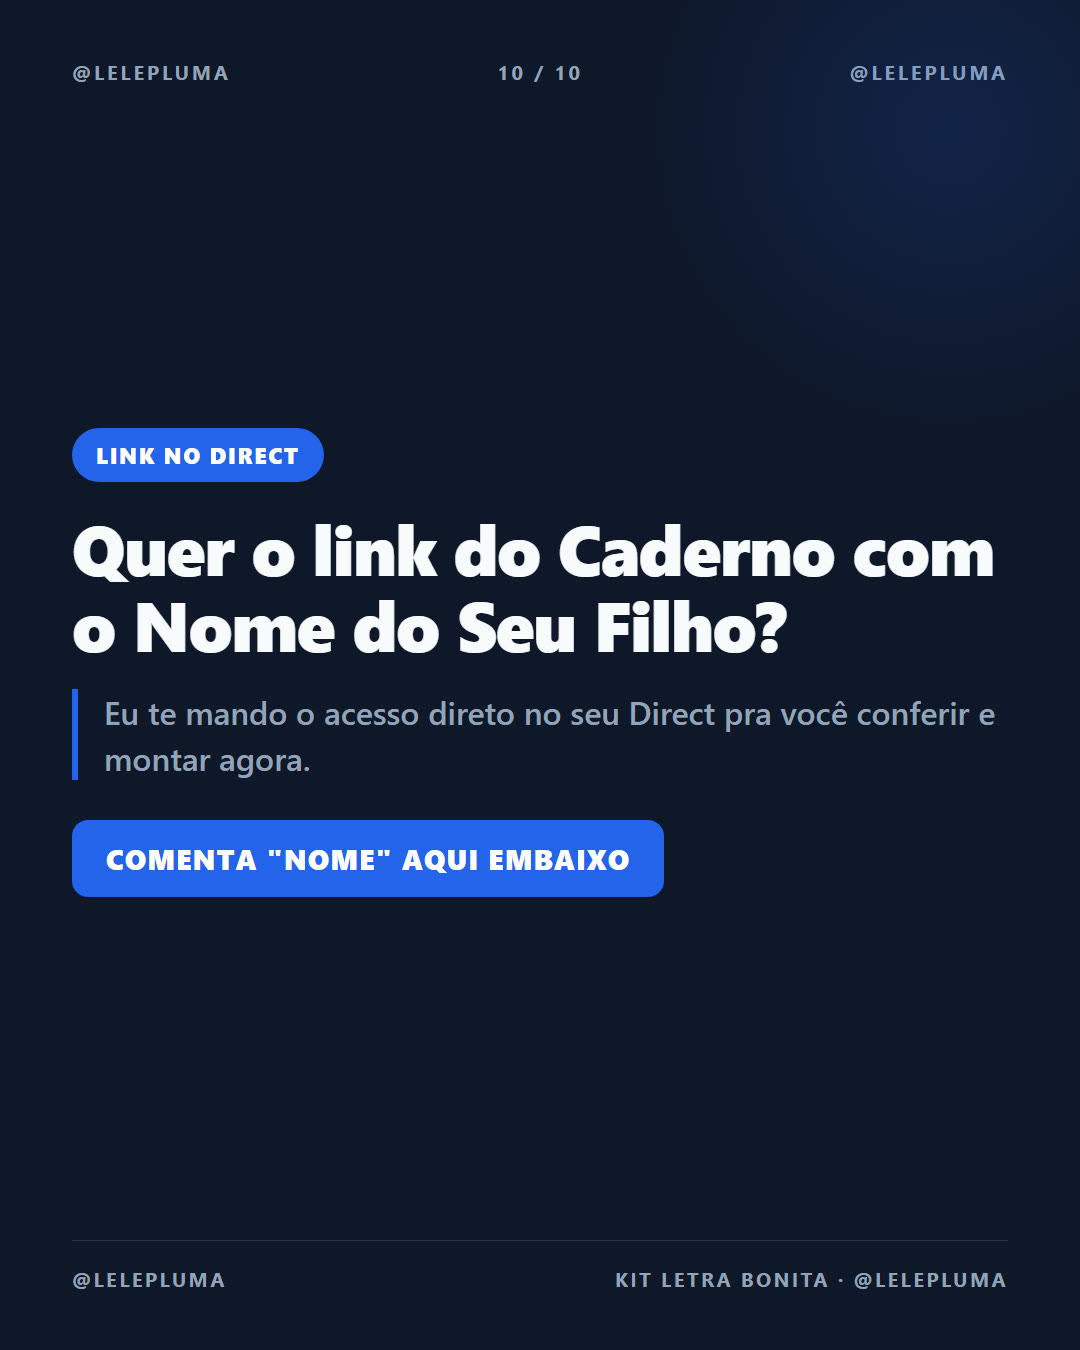 @LELEPLUMA
10 / 10
@LELEPLUMA
LINK NO DIRECT
Quer o link do Caderno com
o Nome do Seu Filho?
Eu te mando o acesso direto no seu Direct pra você conferir e
montar agora.
COMENTA "NOME" AQUI EMBAIXO
@LELEPLUMA
KIT LETRA BONITA · @LELEPLUMA